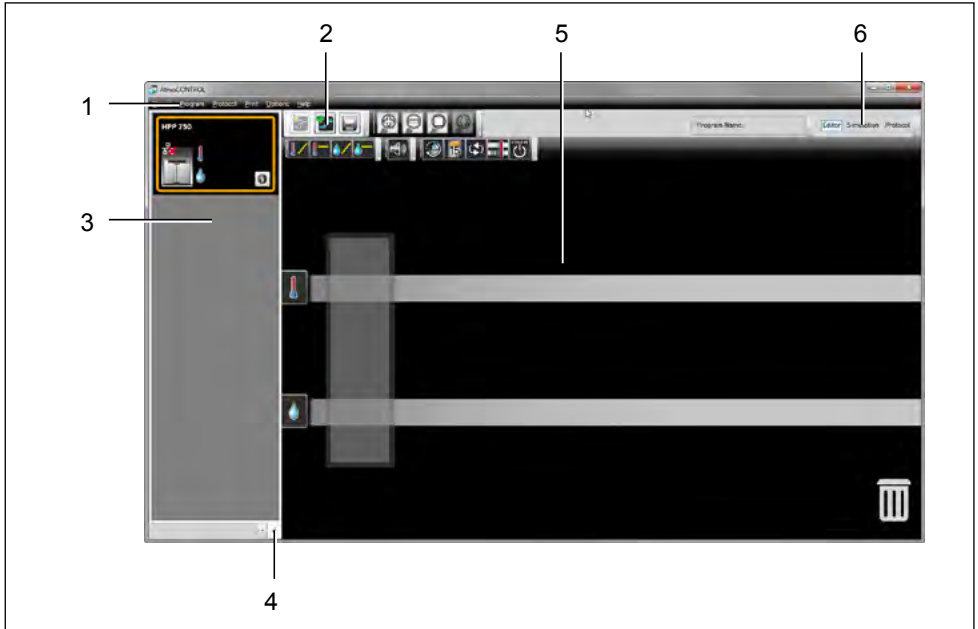 2 5 6
AtmoCONTROL
1
Program Protocol Print Options Help
HPP 750
Program Name:
Editor Simulation Protocol
15
3
4